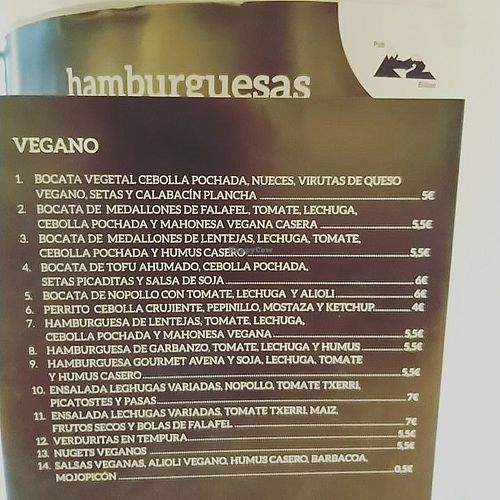 hamburguesas
Pub
K2
Bilbao
VEGANO
1. BOCATA VEGETAL CEBOLLA POCHADA, NUECES, VIRUTAS DE QUESO
VEGANO, SETAS Y CALABACÍN PLANCHA 5€
2. BOCATA DE MEDALLONES DE FALAFEL, TOMATE, LECHUGA,
CEBOLLA POCHADA Y MAHONESA VEGANA CASERA 5,5€
3. BOCATA DE MEDALLONES DE LENTEJAS, LECHUGA, TOMATE,
CEBOLLA POCHADA Y HUMUS CASERO 5,5€
4. BOCATA DE TOFU AHUMADO, CEBOLLA POCHADA,
SETAS PICADITAS Y SALSA DE SOJA 6€
5. BOCATA DE NOPOLLO CON TOMATE, LECHUGA Y ALIOLI 6€
6. PERRITO CEBOLLA CRUJIENTE, PEPINILLO, MOSTAZA Y KETCHUP 4€
7. HAMBURGUESA DE LENTEJAS, TOMATE, LECHUGA,
CEBOLLA POCHADA Y MAHONESA VEGANA 5,5€
8. HAMBURGUESA DE GARBANZO, TOMATE, LECHUGA Y HUMUS 5,5€
9. HAMBURGUESA GOURMET AVENA Y SOJA, LECHUGA, TOMATE
Y HUMUS CASERO 5,5€
10. ENSALADA LEGHUGAS VARIADAS, NOPOLLO, TOMATE TXERRI,
PICATOSTES Y PASAS 7€
11. ENSALADA LECHUGAS VARIADAS, TOMATE TXERRI, MAIZ,
FRUTOS SECOS Y BOLAS DE FALAFEL 7€
12. VERDURITAS EN TEMPURA 5,5€
13. NUGETS VEGANOS 5,5€
14. SALSAS VEGANAS, ALIOLI VEGANO, HUMUS CASERO, BARBACOA,
MOJOPICÓN 0,5€